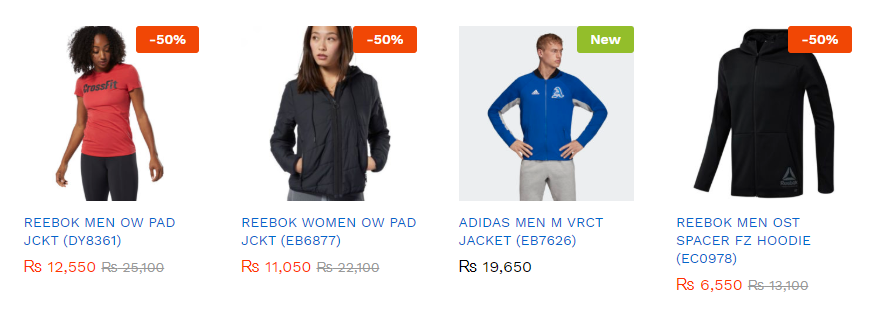 -50%
CrossFit
REEBOK MEN OW PAD
JCKT (DY8361)
Rs 12,550 Rs 25,100
-50%
REEBOK WOMEN OW PAD
JCKT (EB6877)
Rs 11,050 Rs 22,100
New
adidas
ADIDAS MEN M VRCT
JACKET (EB7626)
Rs 19,650
-50%
Reebok
REEBOK MEN OST
SPACER FZ HOODIE
(EC0978)
Rs 6,550 Rs 13,100